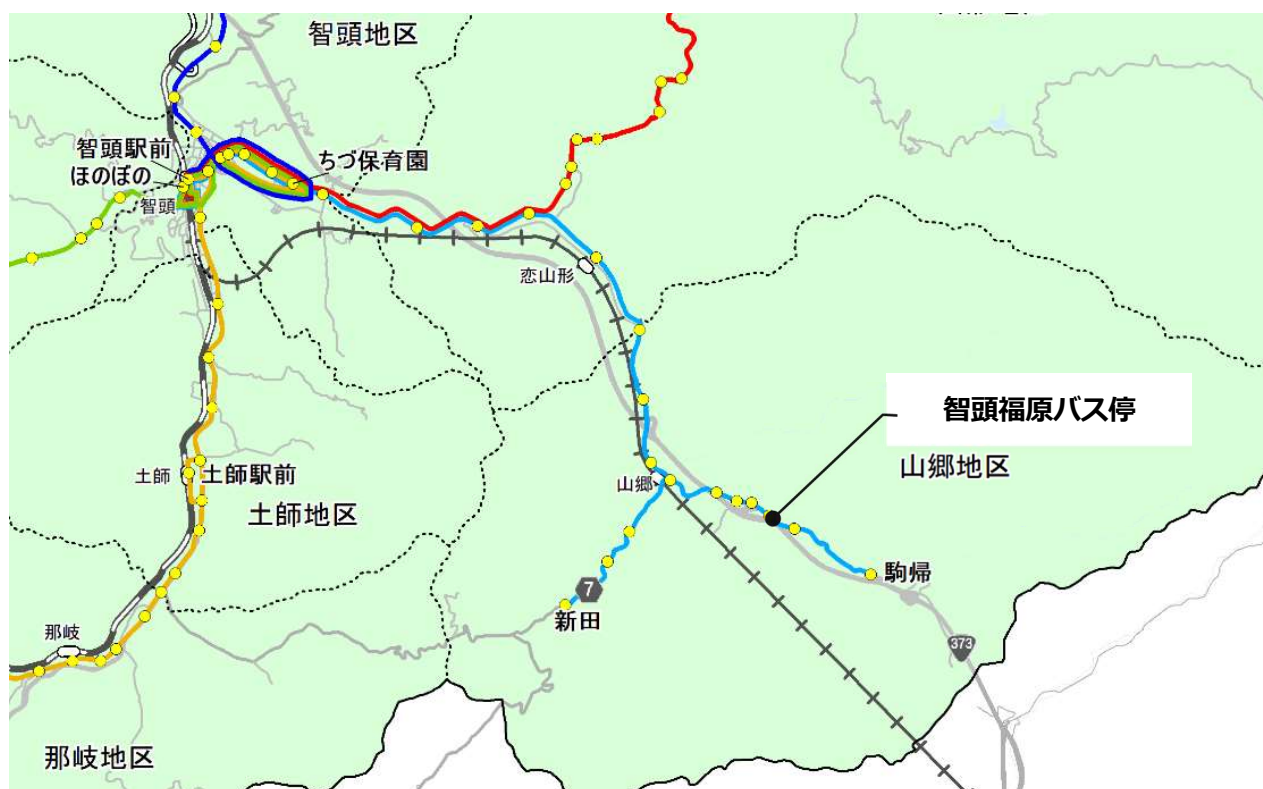 智頭地区
智頭駅前
ほのぼの
ちづ保育園
智頭
恋山形
智頭福原バス停
山郷地区
土師
土師駅前
山郷
土師地区
駒帰
7
新田
那岐
373
那岐地区